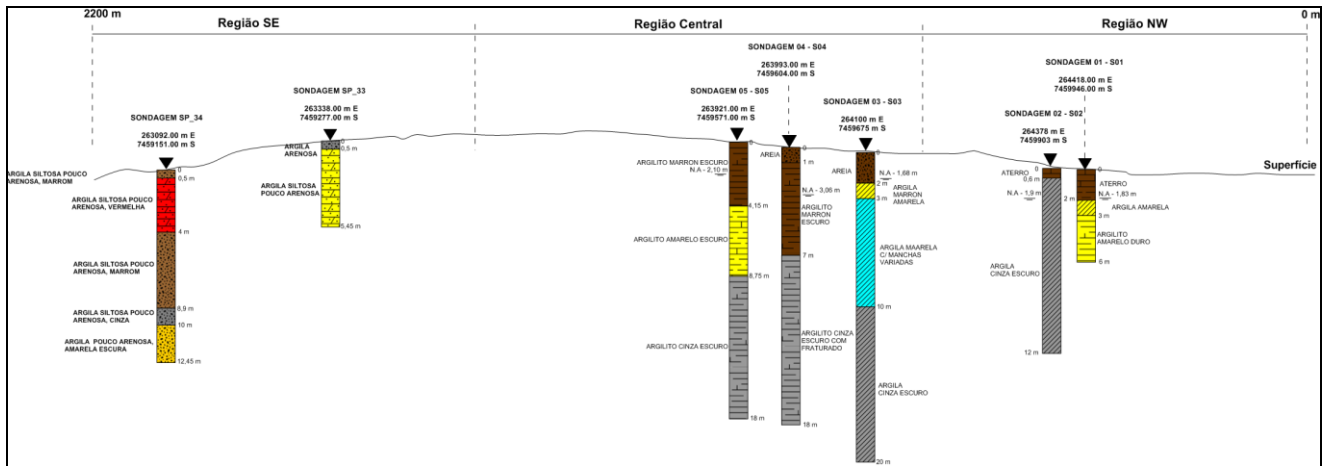 2200 m
Região SE
Região Central
Região NW
0 m
SONDAGEM SP_34
263092.00 m E
7459151.00 m S
0
0,5 m
4 m
8,9 m
10 m
12,45 m
ARGILA SILTOSA POUCO
ARENOSA, MARROM
ARGILA SILTOSA POUCO
ARENOSA, VERMELHA
ARGILA SILTOSA POUCO
ARENOSA, MARROM
ARGILA SILTOSA POUCO
ARENOSA, CINZA
ARGILA POUCO ARENOSA,
AMARELA ESCURA
SONDAGEM SP_33
263338.00 m E
7459277.00 m S
0
0,5 m
5,45 m
ARGILA
ARENOSA
ARGILA SILTOSA
POUCO ARENOSA
SONDAGEM 05 - S05
263921.00 m E
7459571.00 m S
0
ARGILITO MARRON ESCURO
N.A - 2,10 m
4,15 m
ARGILITO AMARELO ESCURO
8,75 m
ARGILITO CINZA ESCURO
18 m
SONDAGEM 04 - S04
263993.00 m E
7459604.00 m S
0
AREIA
1 m
N.A - 3,06 m
ARGILITO
MARRON
ESCURO
7 m
ARGILITO CINZA
ESCURO COM
FRATURADO
18 m
SONDAGEM 03 - S03
264100 m E
7459675 m S
0
AREIA
N.A - 1,68 m
2 m
ARGILA
MARRON
AMARELA
3 m
ARGILA MAARELA
C/ MANCHAS
VARIADAS
10 m
ARGILA
CINZA ESCURO
20 m
SONDAGEM 02 - S02
264378 m E
7459903 m S
0
ATERRO
0,6 m
N.A - 1,9 m
ARGILA
CINZA ESCURO
12 m
SONDAGEM 01 - S01
264418.00 m E
7459946.00 m S
0
ATERRO
N.A - 1,83 m
2 m
ARGILA AMARELA
3 m
ARGILITO
AMARELO DURO
6 m
Superfície